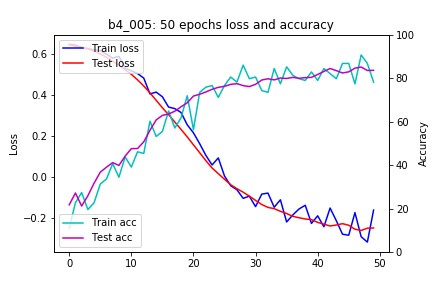 b4_005: 50 epochs loss and accuracy
Train loss
Test loss
Train acc
Test acc
Loss
0.6
0.4
0.2
0.0
−0.2
Accuracy
100
80
60
40
20
0
0
10
20
30
40
50